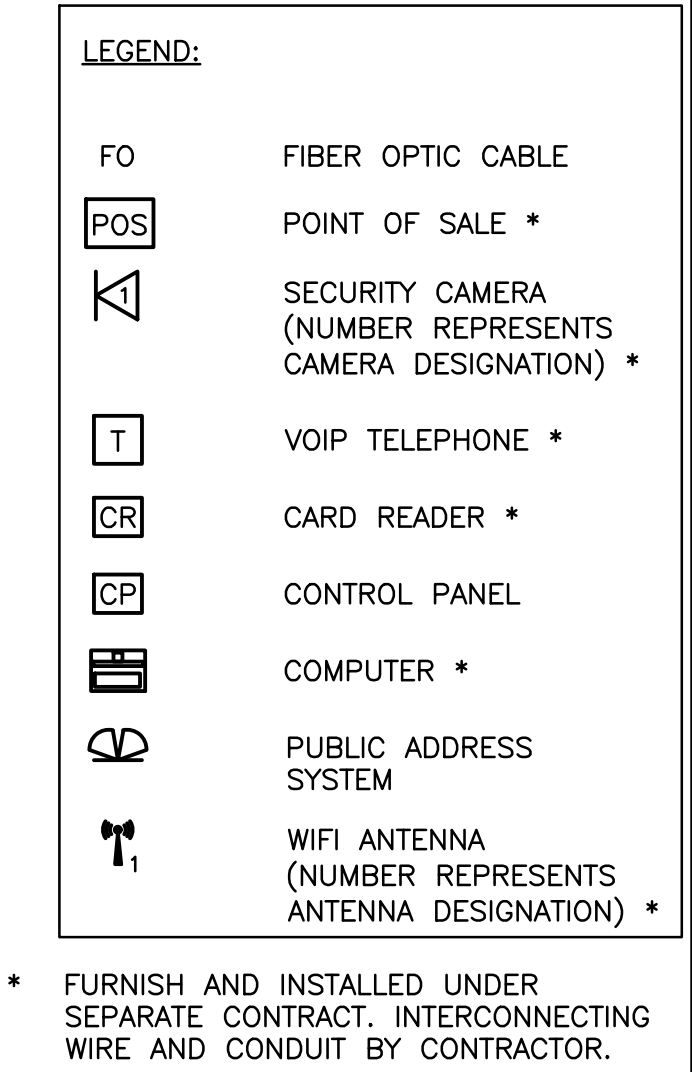 LEGEND:
FO FIBER OPTIC CABLE
POS POINT OF SALE *
1 SECURITY CAMERA
(NUMBER REPRESENTS
CAMERA DESIGNATION) *
T VOIP TELEPHONE *
CR CARD READER *
CP CONTROL PANEL
COMPUTER *
PUBLIC ADDRESS
SYSTEM
1 WIFI ANTENNA
(NUMBER REPRESENTS
ANTENNA DESIGNATION) *
* FURNISH AND INSTALLED UNDER
SEPARATE CONTRACT. INTERCONNECTING
WIRE AND CONDUIT BY CONTRACTOR.